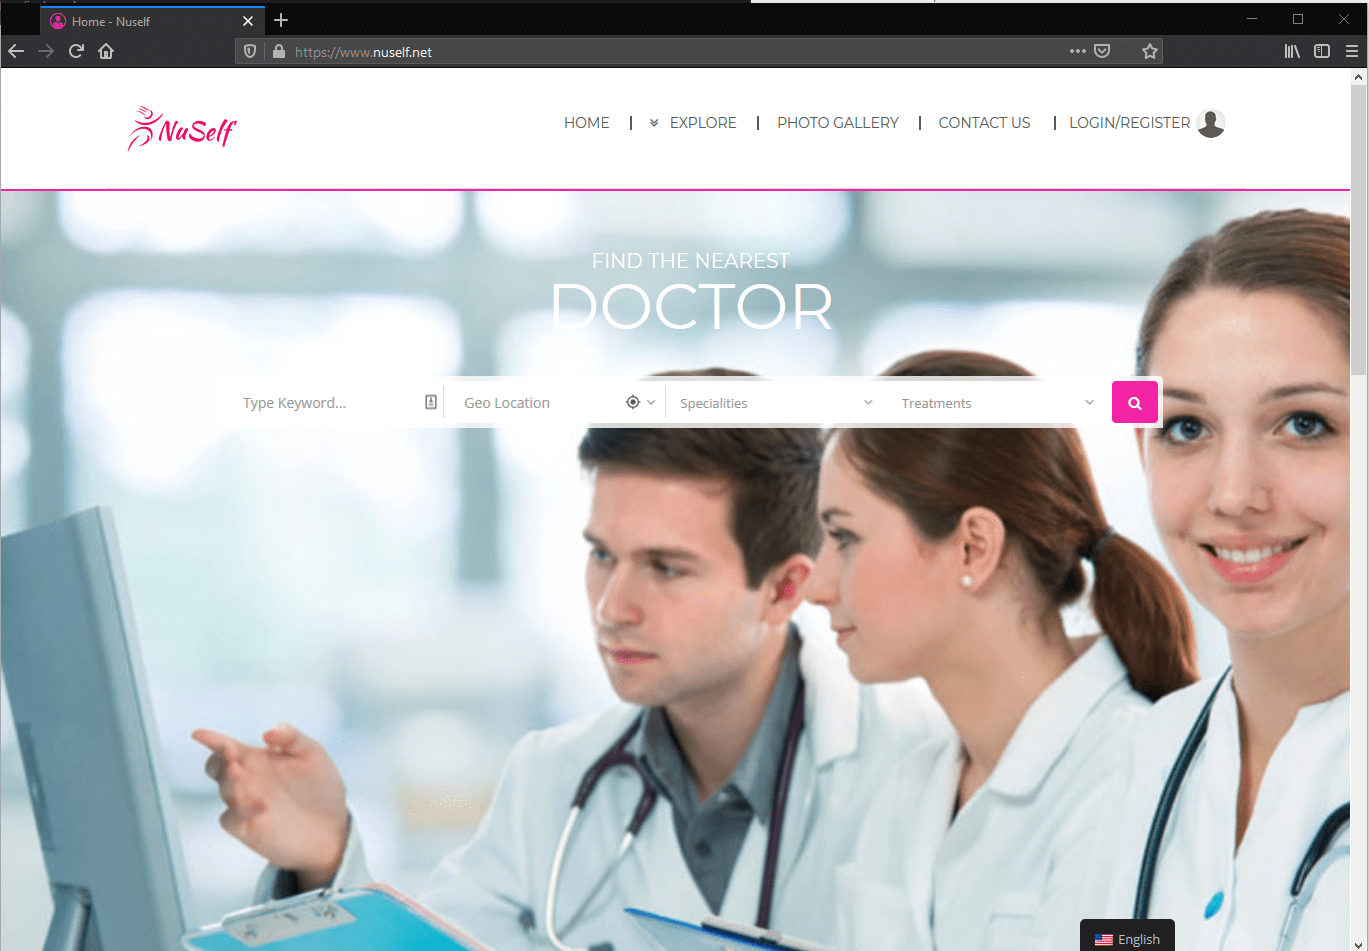 Home - Nuself
https://www.nuself.net
NuSelf
HOME
EXPLORE
PHOTO GALLERY
CONTACT US
LOGIN/REGISTER
FIND THE NEAREST
DOCTOR
Type Keyword...
Geo Location
Specialities
Treatments
English